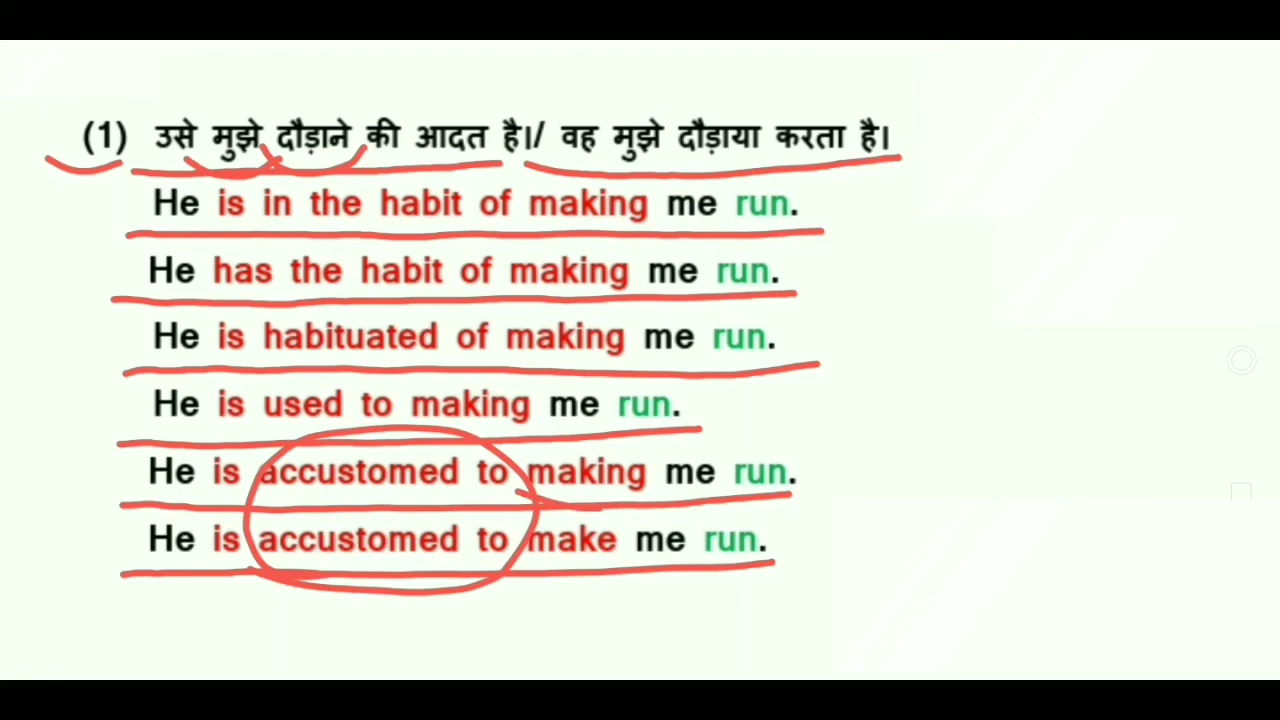 (1) उसे मुझे दौड़ाने की आदत है।/ वह मुझे दौड़ाया करता है।
He is in the habit of making me run.
He has the habit of making me run.
He is habituated of making me run.
He is used to making me run.
He is accustomed to making me run.
He is accustomed to make me run.